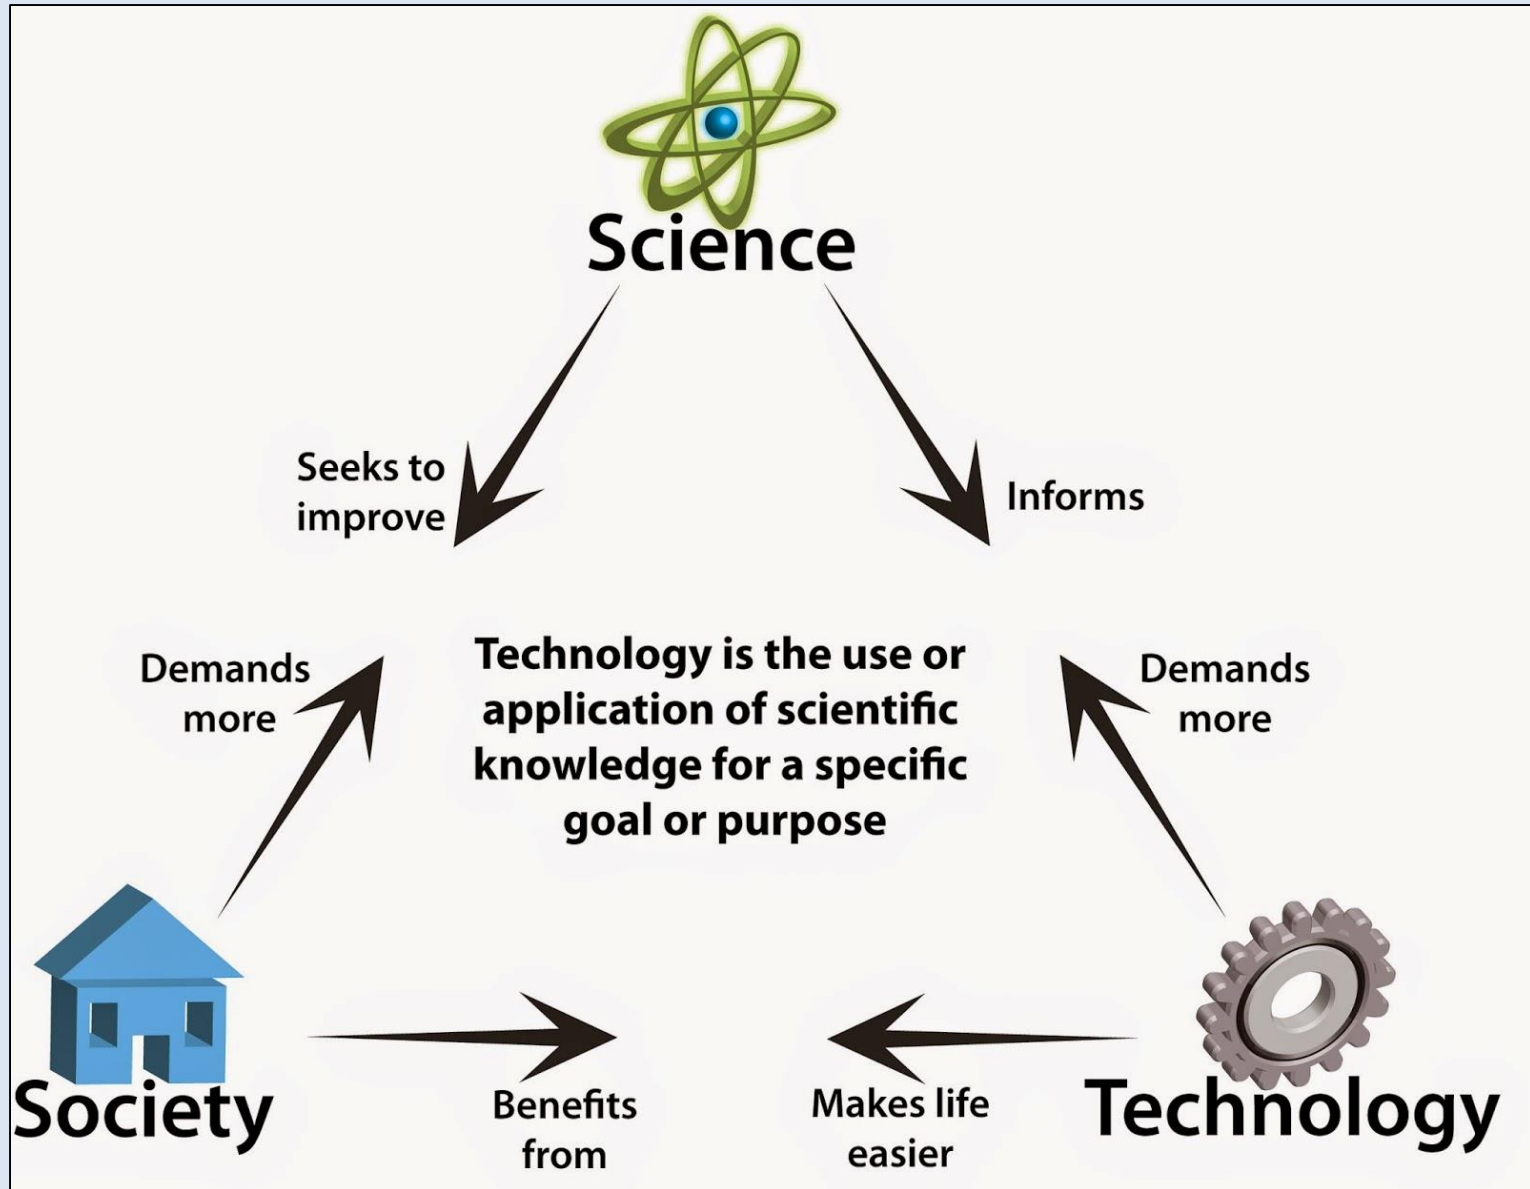 Science
Seeks to
improve
Informs
Demands
more
Technology is the use or
application of scientific
knowledge for a specific
goal or purpose
Demands
more
Society
Benefits
from
Makes life
easier
Technology